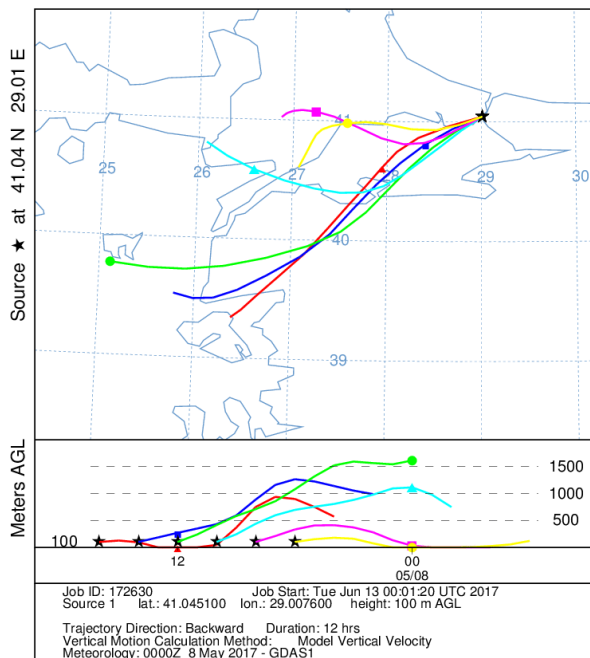 Source ★ at 41.04 N 29.01 E
25
26
27
28
29
30
41
40
39
Meters AGL
1500
1000
500
100
12
00
05/08
Job ID: 172630 Job Start: Tue Jun 13 00:01:20 UTC 2017
Source 1 lat.: 41.045100 lon.: 29.007600 height: 100 m AGL
Trajectory Direction: Backward Duration: 12 hrs
Vertical Motion Calculation Method: Model Vertical Velocity
Meteorology: 0000Z 8 May 2017 - GDAS1